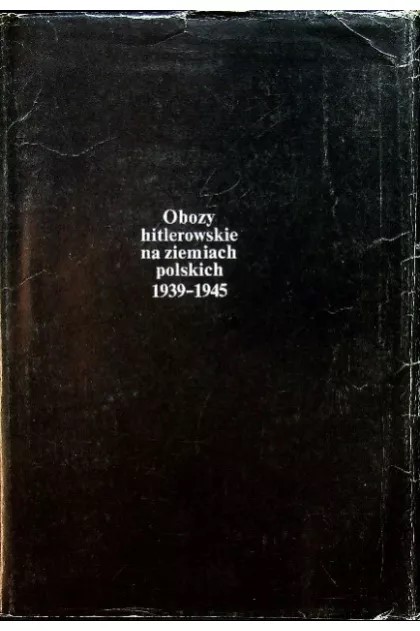 Obozy
hitlerowskie
na ziemiach
polskich
1939-1945